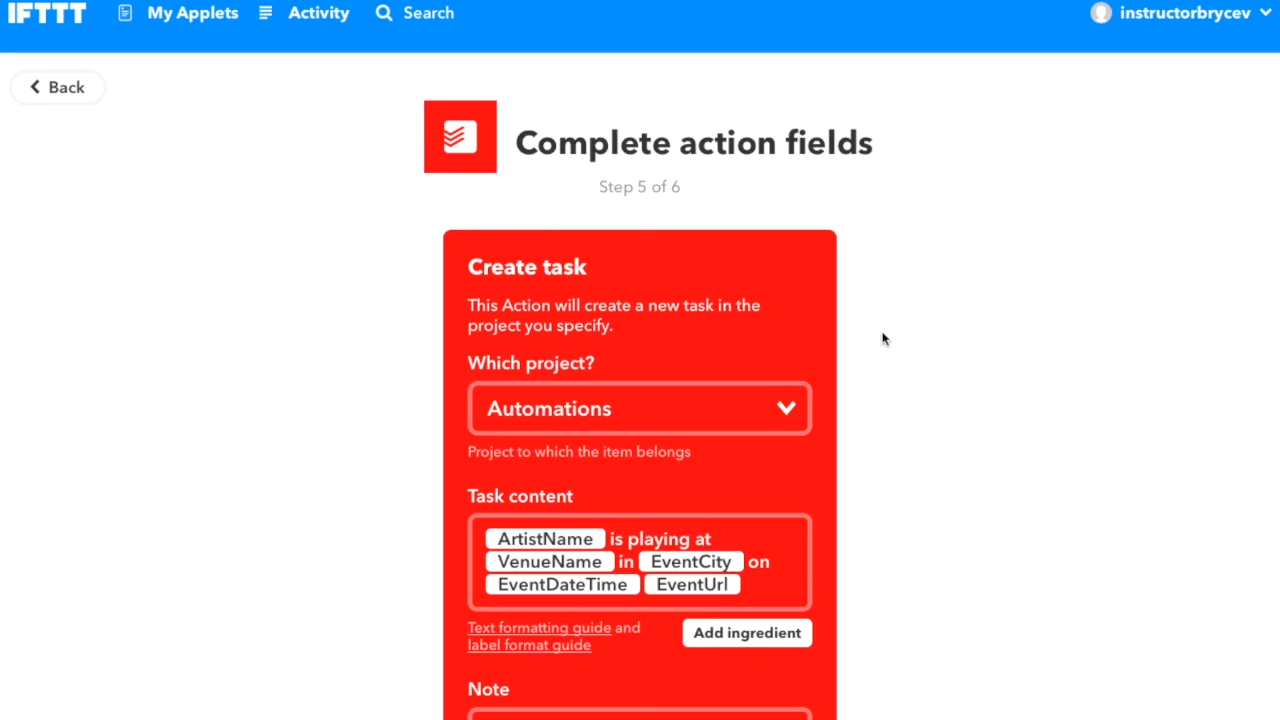 IFTTT My Applets Activity Search instructorbrycev
Back
Complete action fields
Step 5 of 6
Create task
This Action will create a new task in the
project you specify.
Which project?
Automations
Project to which the item belongs
Task content
ArtistName is playing at
VenueName in EventCity on
EventDateTime EventUrl
Text formatting guide and
label format guide
Add ingredient
Note